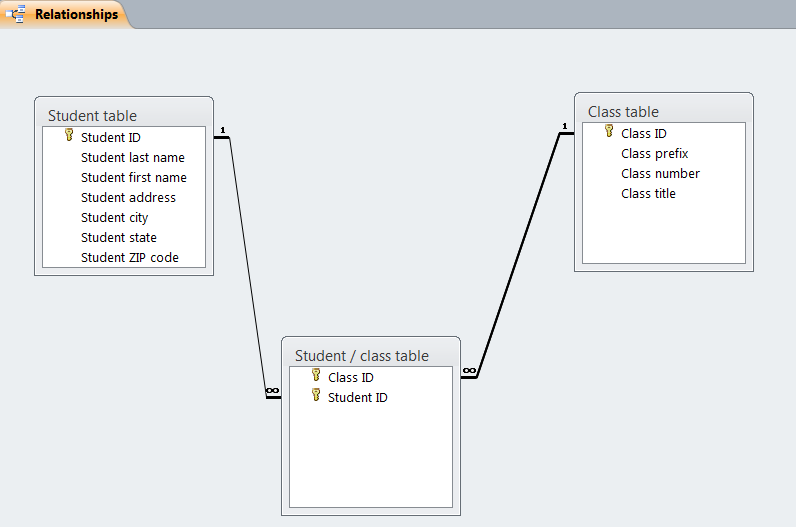 Relationships
Student table
1
Student ID
Student last name
Student first name
Student address
Student city
Student state
Student ZIP code
Class table
1
Class ID
Class prefix
Class number
Class title
Student / class table
∞
Class ID
∞
Student ID